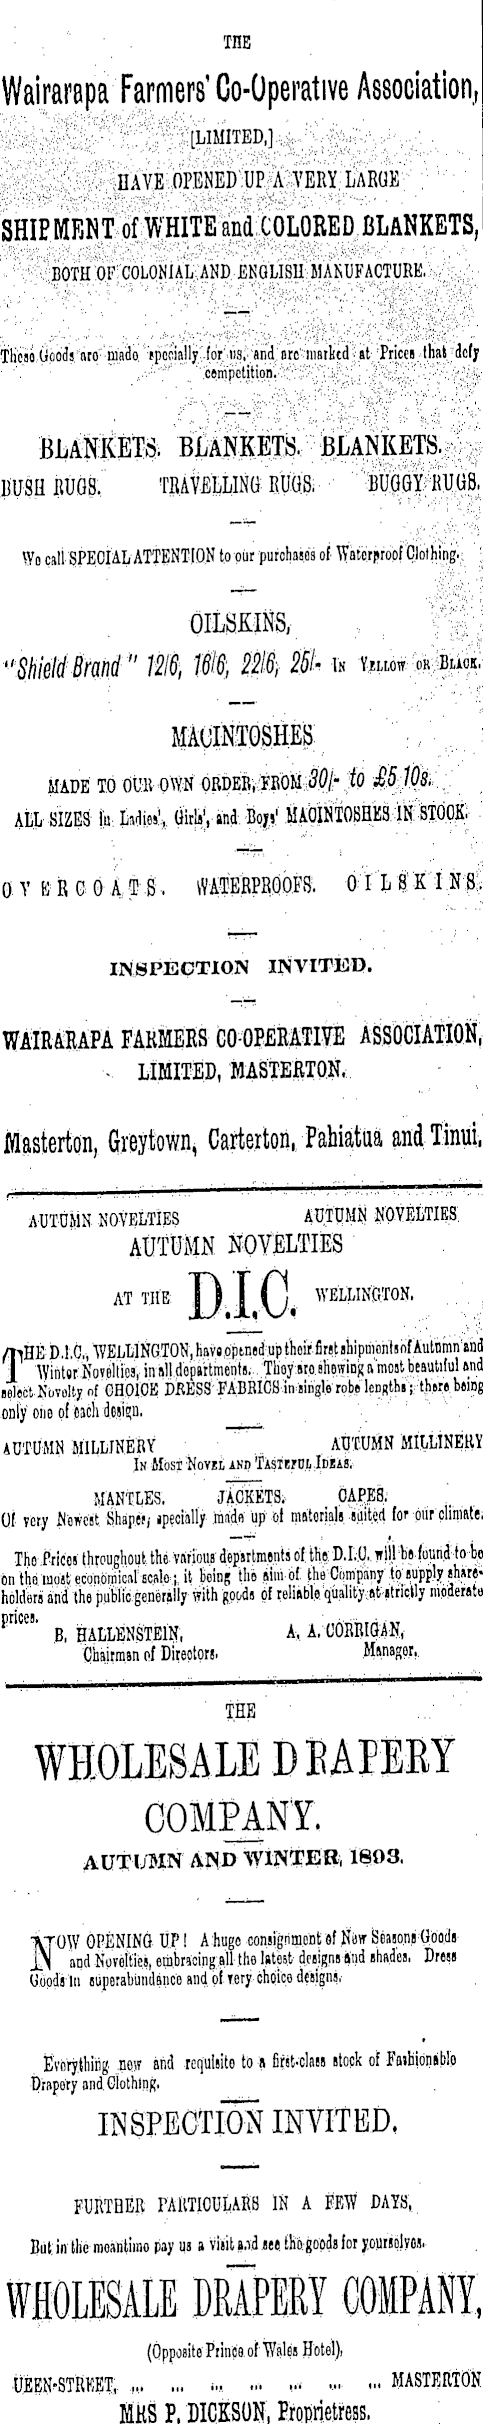 THE
Wairarapa Farmers' Co-Operative Association,
[LIMITED,]
HAVE OPENED UP A VERY LARGE
SHIPMENT of WHITE and COLORED BLANKETS,
BOTH OF COLONIAL AND ENGLISH MANUFACTURE.
These Goods are made specially for us, and are marked at Prices that defy
competition.
BLANKETS. BLANKETS. BLANKETS.
BUSH RUGS. TRAVELLING RUGS. BUGGY RUGS.
We call SPECIAL ATTENTION to our purchases of Waterproof Clothing.
OILSKINS,
"Shield Brand" 12/6, 16/6, 22/6, 25/- IN YELLOW OR BLACK.
MACINTOSHES
MADE TO OUR OWN ORDER, FROM 30/- to £5 10s.
ALL SIZES in Ladies', Girls', and Boys' MACINTOSHES IN STOCK.
OVERCOATS. WATERPROOFS. OILSKINS.
INSPECTION INVITED.
WAIRARAPA FARMERS CO-OPERATIVE ASSOCIATION,
LIMITED, MASTERTON.
Masterton, Greytown, Carterton, Pahiatua and Tinui.
AUTUMN NOVELTIES AUTUMN NOVELTIES
AUTUMN NOVELTIES
AT THE D.I.C. WELLINGTON.
THE D.I.C., WELLINGTON, have opened up their first shipments of Autumn and
Winter Novelties, in all departments. They are showing a most beautiful and
select Novelty of CHOICE DRESS FABRICS in single robe lengths; there being
only one of each design.
AUTUMN MILLINERY AUTUMN MILLINERY
IN MOST NOVEL AND TASTEFUL IDEAS.
MANTLES. JACKETS. CAPES.
Of very Newest Shapes, specially made up of materials suited for our climate.
The Prices throughout the various departments of the D.I.C. will be found to be
on the most economical scale; it being the aim of the Company to supply share-
holders and the public generally with goods of reliable quality at strictly moderate
prices.
B. HALLENSTEIN, A. A. CORRIGAN,
Chairman of Directors. Manager.
THE
WHOLESALE DRAPERY
COMPANY.
AUTUMN AND WINTER, 1893.
NOW OPENING UP! A huge consignment of New Seasons Goods
and Novelties, embracing all the latest designs and shades. Dress
Goods in superabundance and of very choice designs.
Everything new and requisite to a first-class stock of Fashionable
Drapery and Clothing.
INSPECTION INVITED.
FURTHER PARTICULARS IN A FEW DAYS,
But in the meantime pay us a visit and see the goods for yourselves.
WHOLESALE DRAPERY COMPANY,
(Opposite Prince of Wales Hotel),
UEEN-STREET, ... ... ... ... ... ... ... MASTERTON
MRS P. DICKSON, Proprietress.